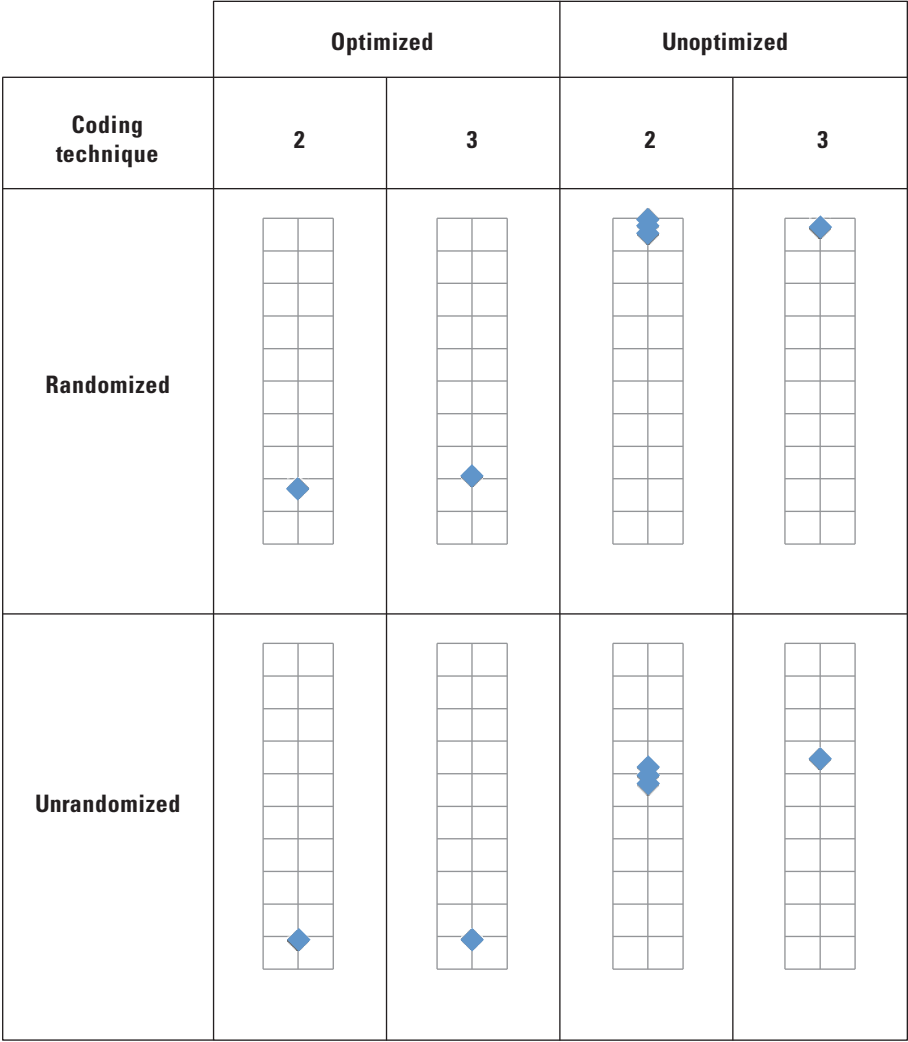 Optimized Unoptimized
Coding
technique
2 3 2 3
Randomized
Unrandomized